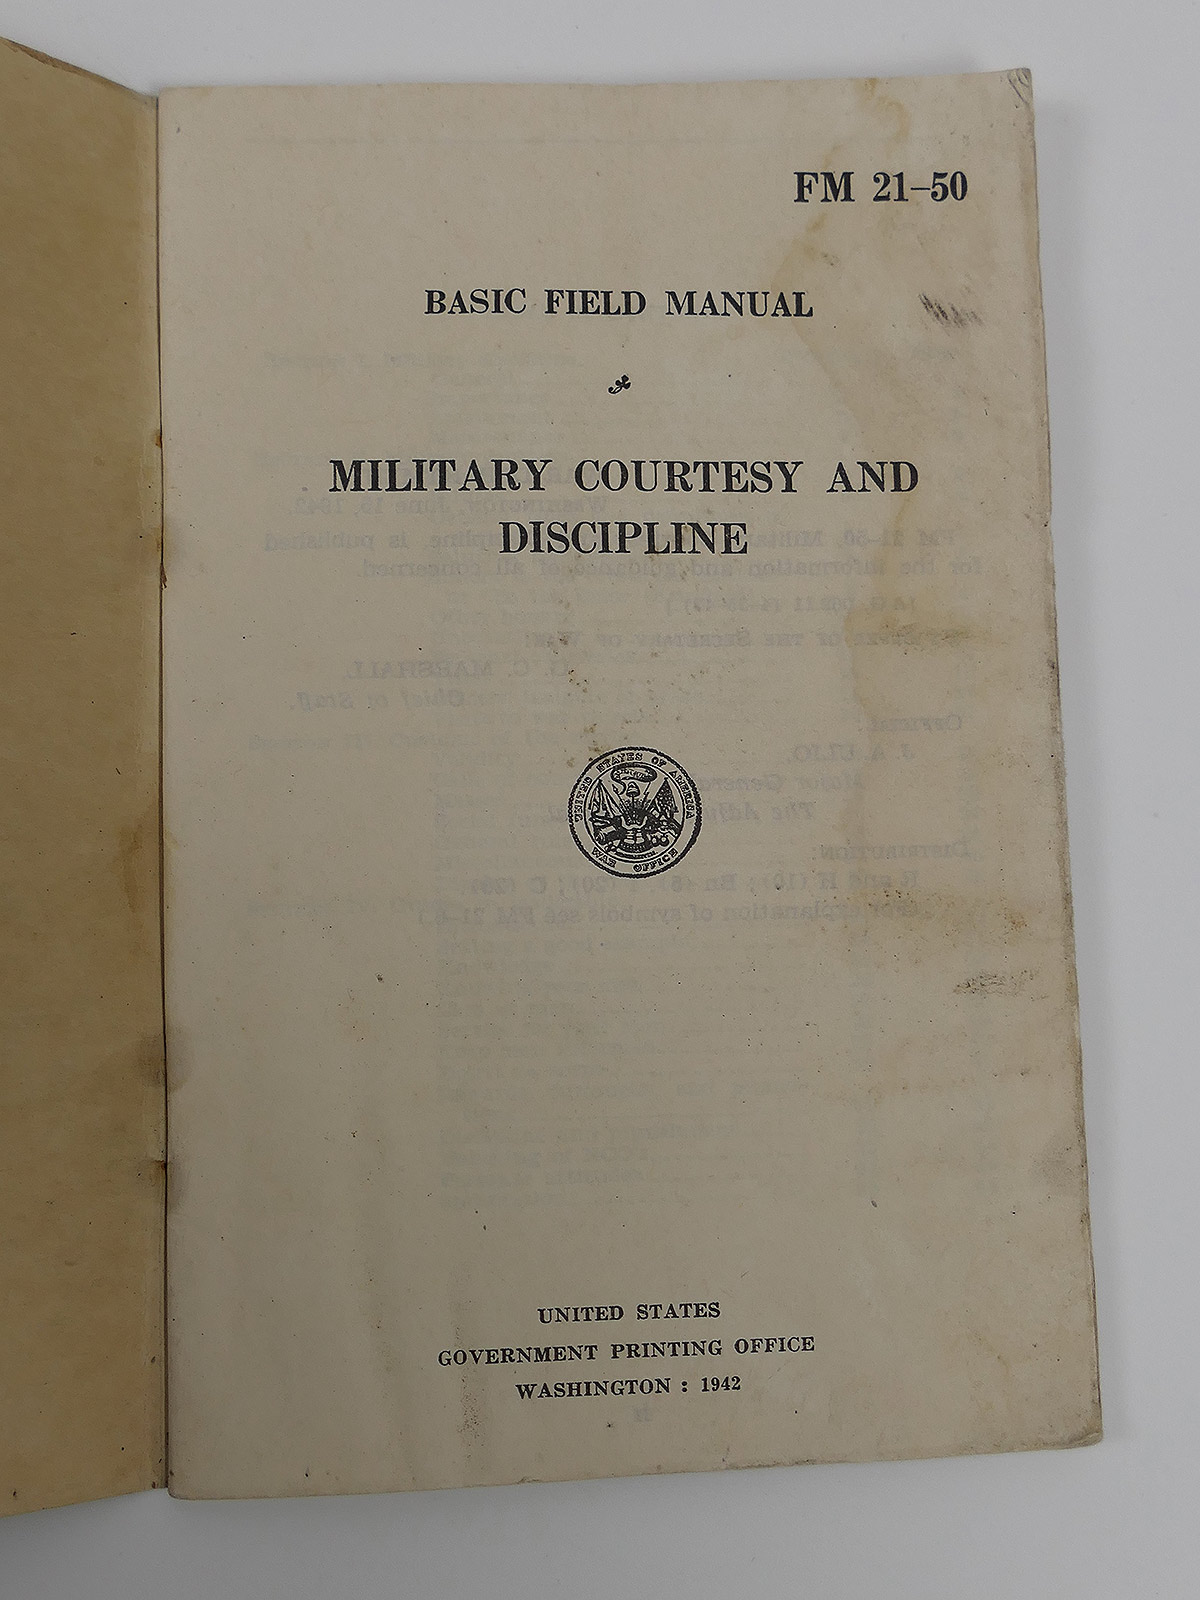 FM 21–50
BASIC FIELD MANUAL
MILITARY COURTESY AND
DISCIPLINE
UNITED STATES OF AMERICA
WAR OFFICE
UNITED STATES
GOVERNMENT PRINTING OFFICE
WASHINGTON : 1942